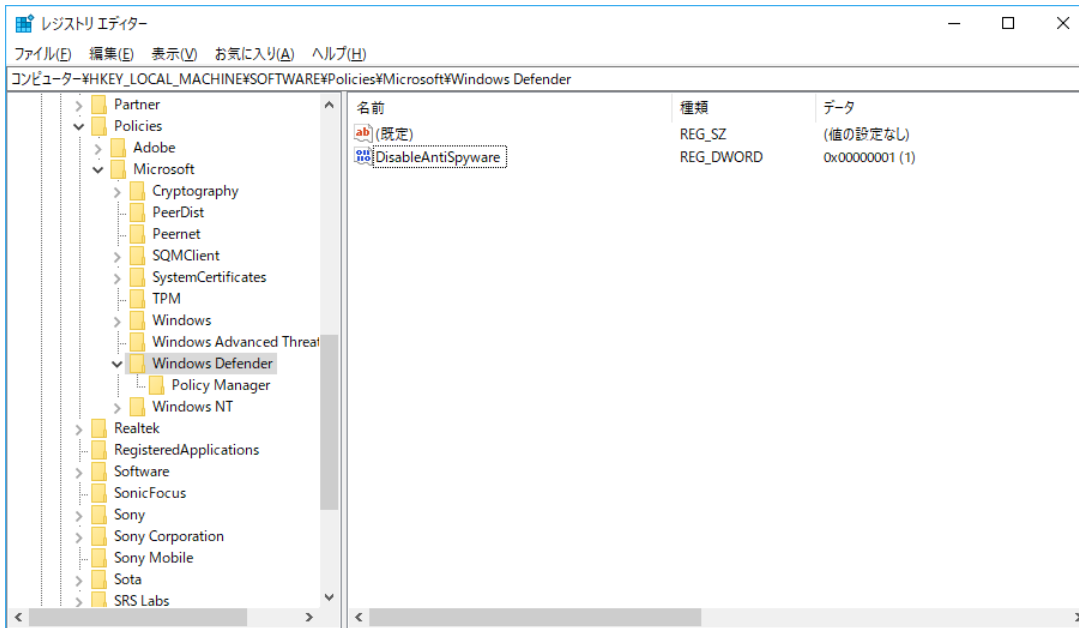 レジストリ エディター
ファイル(F) 編集(E) 表示(V) お気に入り(A) ヘルプ(H)
コンピューター¥HKEY_LOCAL_MACHINE¥SOFTWARE¥Policies¥Microsoft¥Windows Defender
Partner
Policies
Adobe
Microsoft
Cryptography
PeerDist
Peernet
SQMClient
SystemCertificates
TPM
Windows
Windows Advanced Threat
Windows Defender
Policy Manager
Windows NT
Realtek
RegisteredApplications
Software
SonicFocus
Sony
Sony Corporation
Sony Mobile
Sota
SRS Labs
名前 種類 データ
ab (既定) REG_SZ (値の設定なし)
DisableAntiSpyware REG_DWORD 0x00000001 (1)